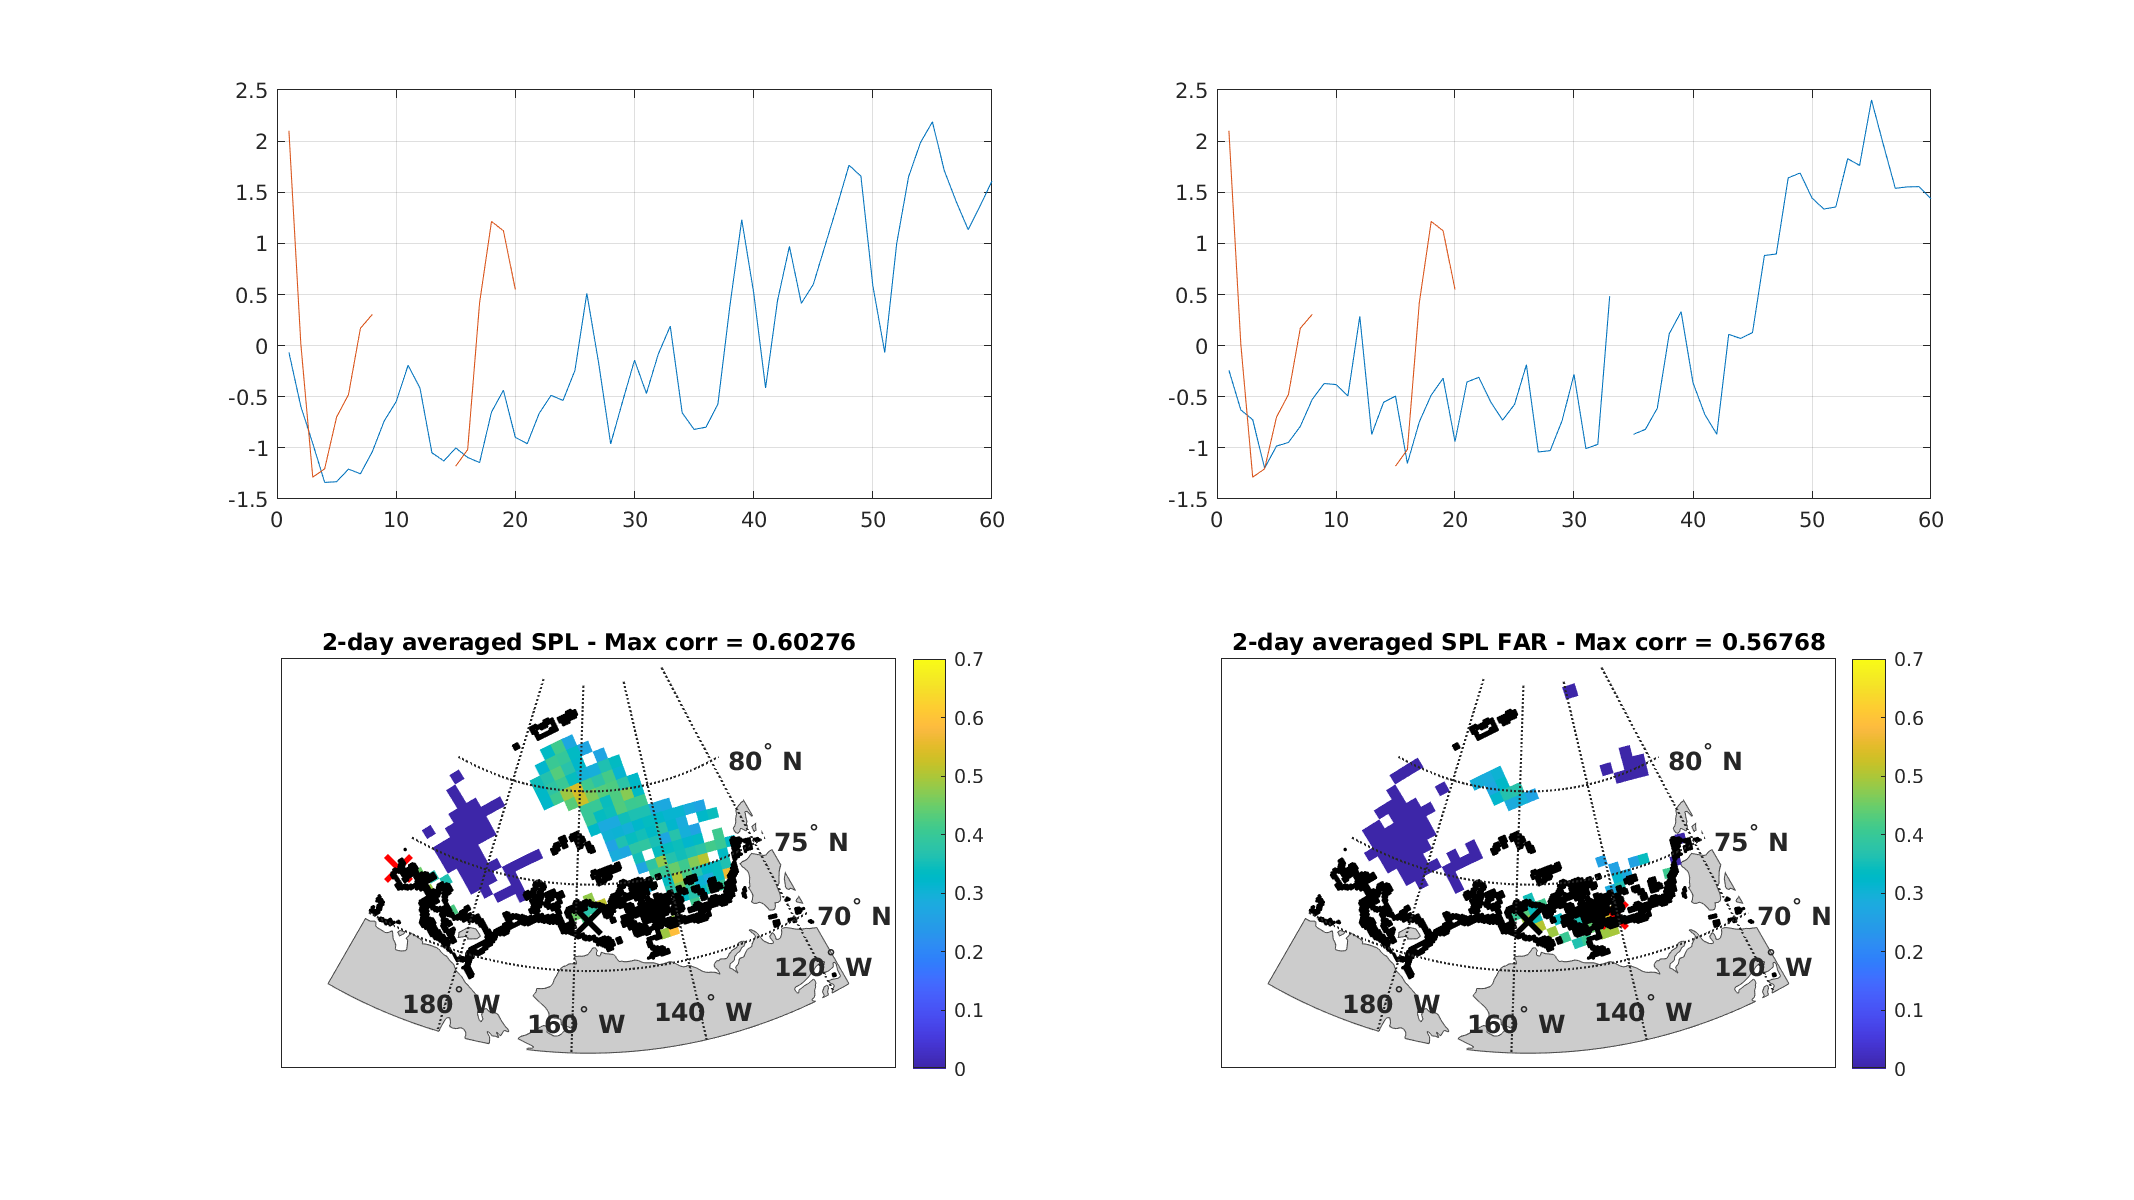 2.5
2
1.5
1
0.5
0
-0.5
-1
-1.5
0 10 20 30 40 50 60
2.5
2
1.5
1
0.5
0
-0.5
-1
-1.5
0 10 20 30 40 50 60
2-day averaged SPL - Max corr = 0.60276
80° N
75° N
70° N
120° W
180° W
160° W
140° W
0.7
0.6
0.5
0.4
0.3
0.2
0.1
0
2-day averaged SPL FAR - Max corr = 0.56768
80° N
75° N
70° N
120° W
180° W
160° W
140° W
0.7
0.6
0.5
0.4
0.3
0.2
0.1
0